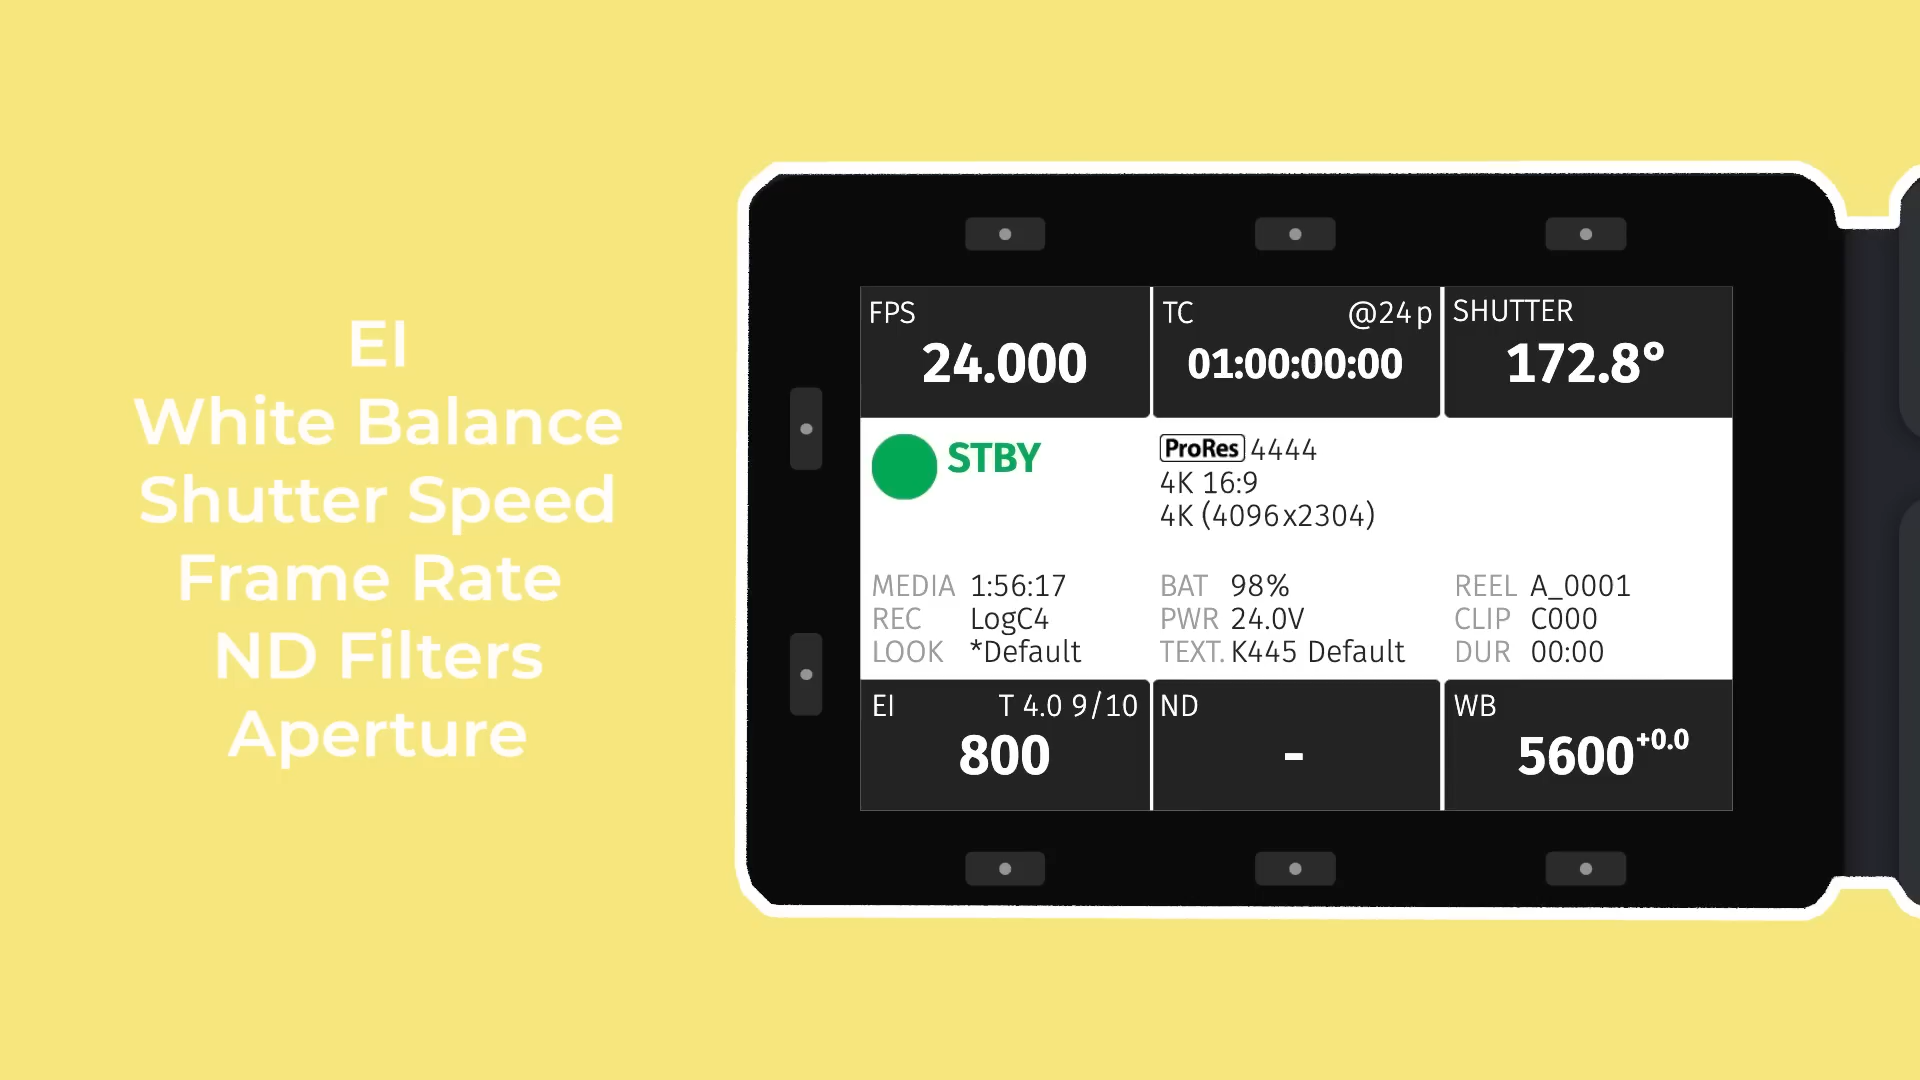 EI
White Balance
Shutter Speed
Frame Rate
ND Filters
Aperture
FPS
24.000
TC @24p
01:00:00:00
SHUTTER
172.8°
STBY
ProRes 4444
4K 16:9
4K (4096x2304)
MEDIA 1:56:17
REC LogC4
LOOK *Default
BAT 98%
PWR 24.0V
TEXT. K445 Default
REEL A_0001
CLIP C000
DUR 00:00
EI T 4.0 9/10
800
ND
-
WB
5600+0.0